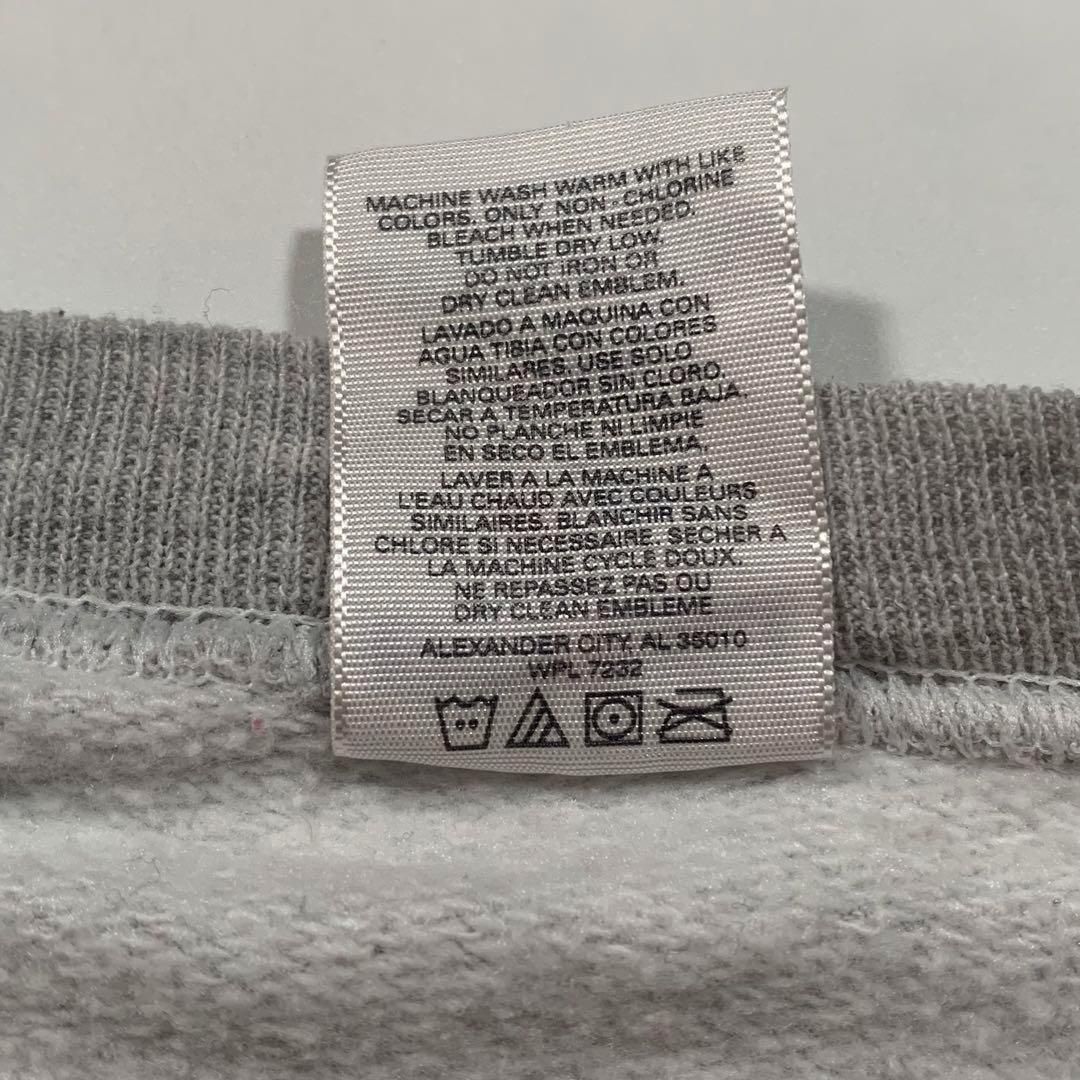 MACHINE WASH WARM WITH LIKE
COLORS. ONLY NON - CHLORINE
BLEACH WHEN NEEDED.
TUMBLE DRY LOW.
DO NOT IRON OR
DRY CLEAN EMBLEM.
LAVADO A MAQUINA CON
AGUA TIBIA CON COLORES
SIMILARES. USE SOLO
BLANQUEADOR SIN CLORO.
SECAR A TEMPERATURA BAJA.
NO PLANCHE NI LIMPIE
EN SECO EL EMBLEMA.
LAVER A LA MACHINE A
L'EAU CHAUD AVEC COULEURS
SIMILAIRES. BLANCHIR SANS
CHLORE SI NECESSAIRE. SECHER A
LA MACHINE CYCLE DOUX.
NE REPASSEZ PAS OU
DRY CLEAN EMBLEME
ALEXANDER CITY, AL 35010
WPL 7232